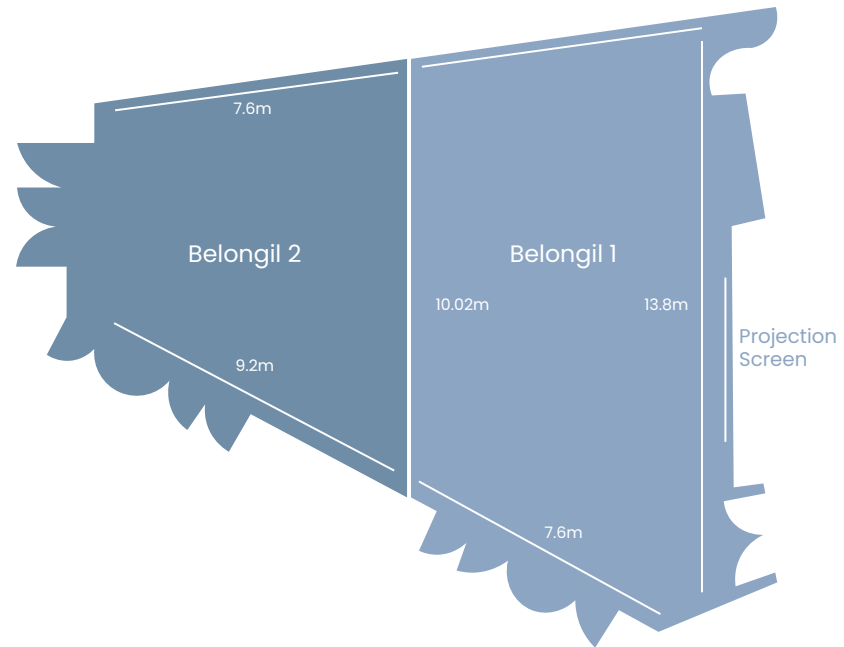 7.6m
Belongil 2
Belongil 1
10.02m
13.8m
Projection
Screen
9.2m
7.6m